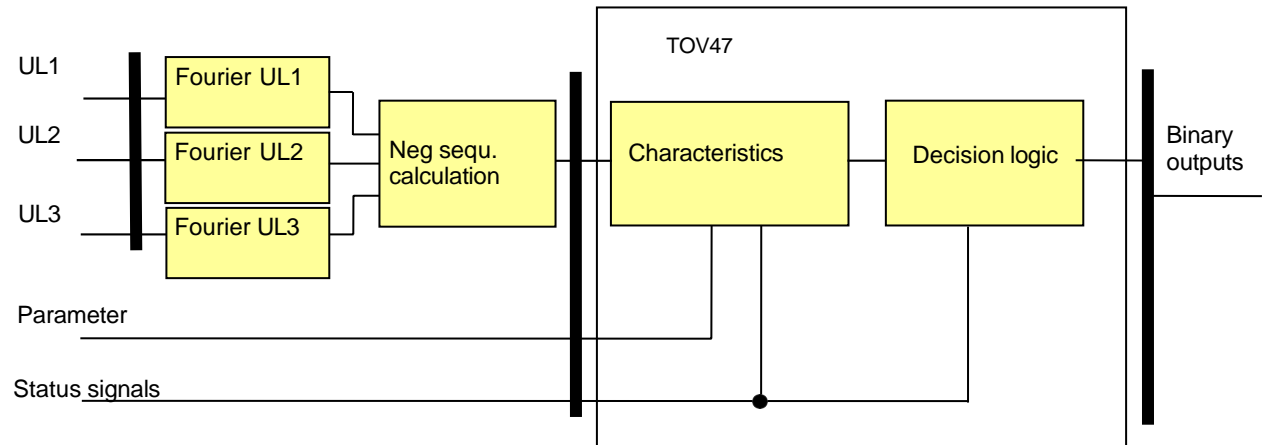 TOV47
UL1
Fourier UL1
UL2
Fourier UL2
Neg sequ.
calculation
Characteristics
Decision logic
Binary
outputs
UL3
Fourier UL3
Parameter
Status signals